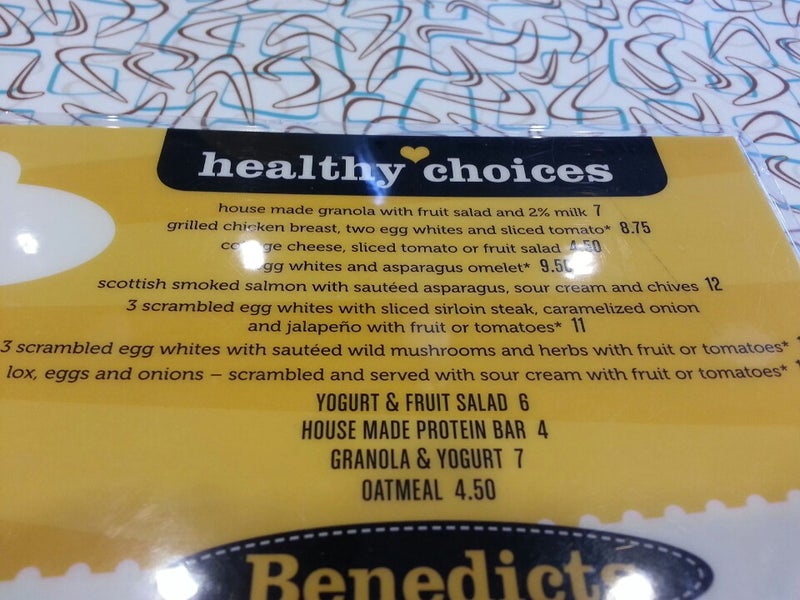 healthy choices
house made granola with fruit salad and 2% milk 7
grilled chicken breast, two egg whites and sliced tomato* 8.75
cottage cheese, sliced tomato or fruit salad 4.50
egg whites and asparagus omelet* 9.50
scottish smoked salmon with sautéed asparagus, sour cream and chives 12
3 scrambled egg whites with sliced sirloin steak, caramelized onion
and jalapeño with fruit or tomatoes* 11
3 scrambled egg whites with sautéed wild mushrooms and herbs with fruit or tomatoes*
lox, eggs and onions – scrambled and served with sour cream with fruit or tomatoes*
YOGURT & FRUIT SALAD 6
HOUSE MADE PROTEIN BAR 4
GRANOLA & YOGURT 7
OATMEAL 4.50
Benedicts